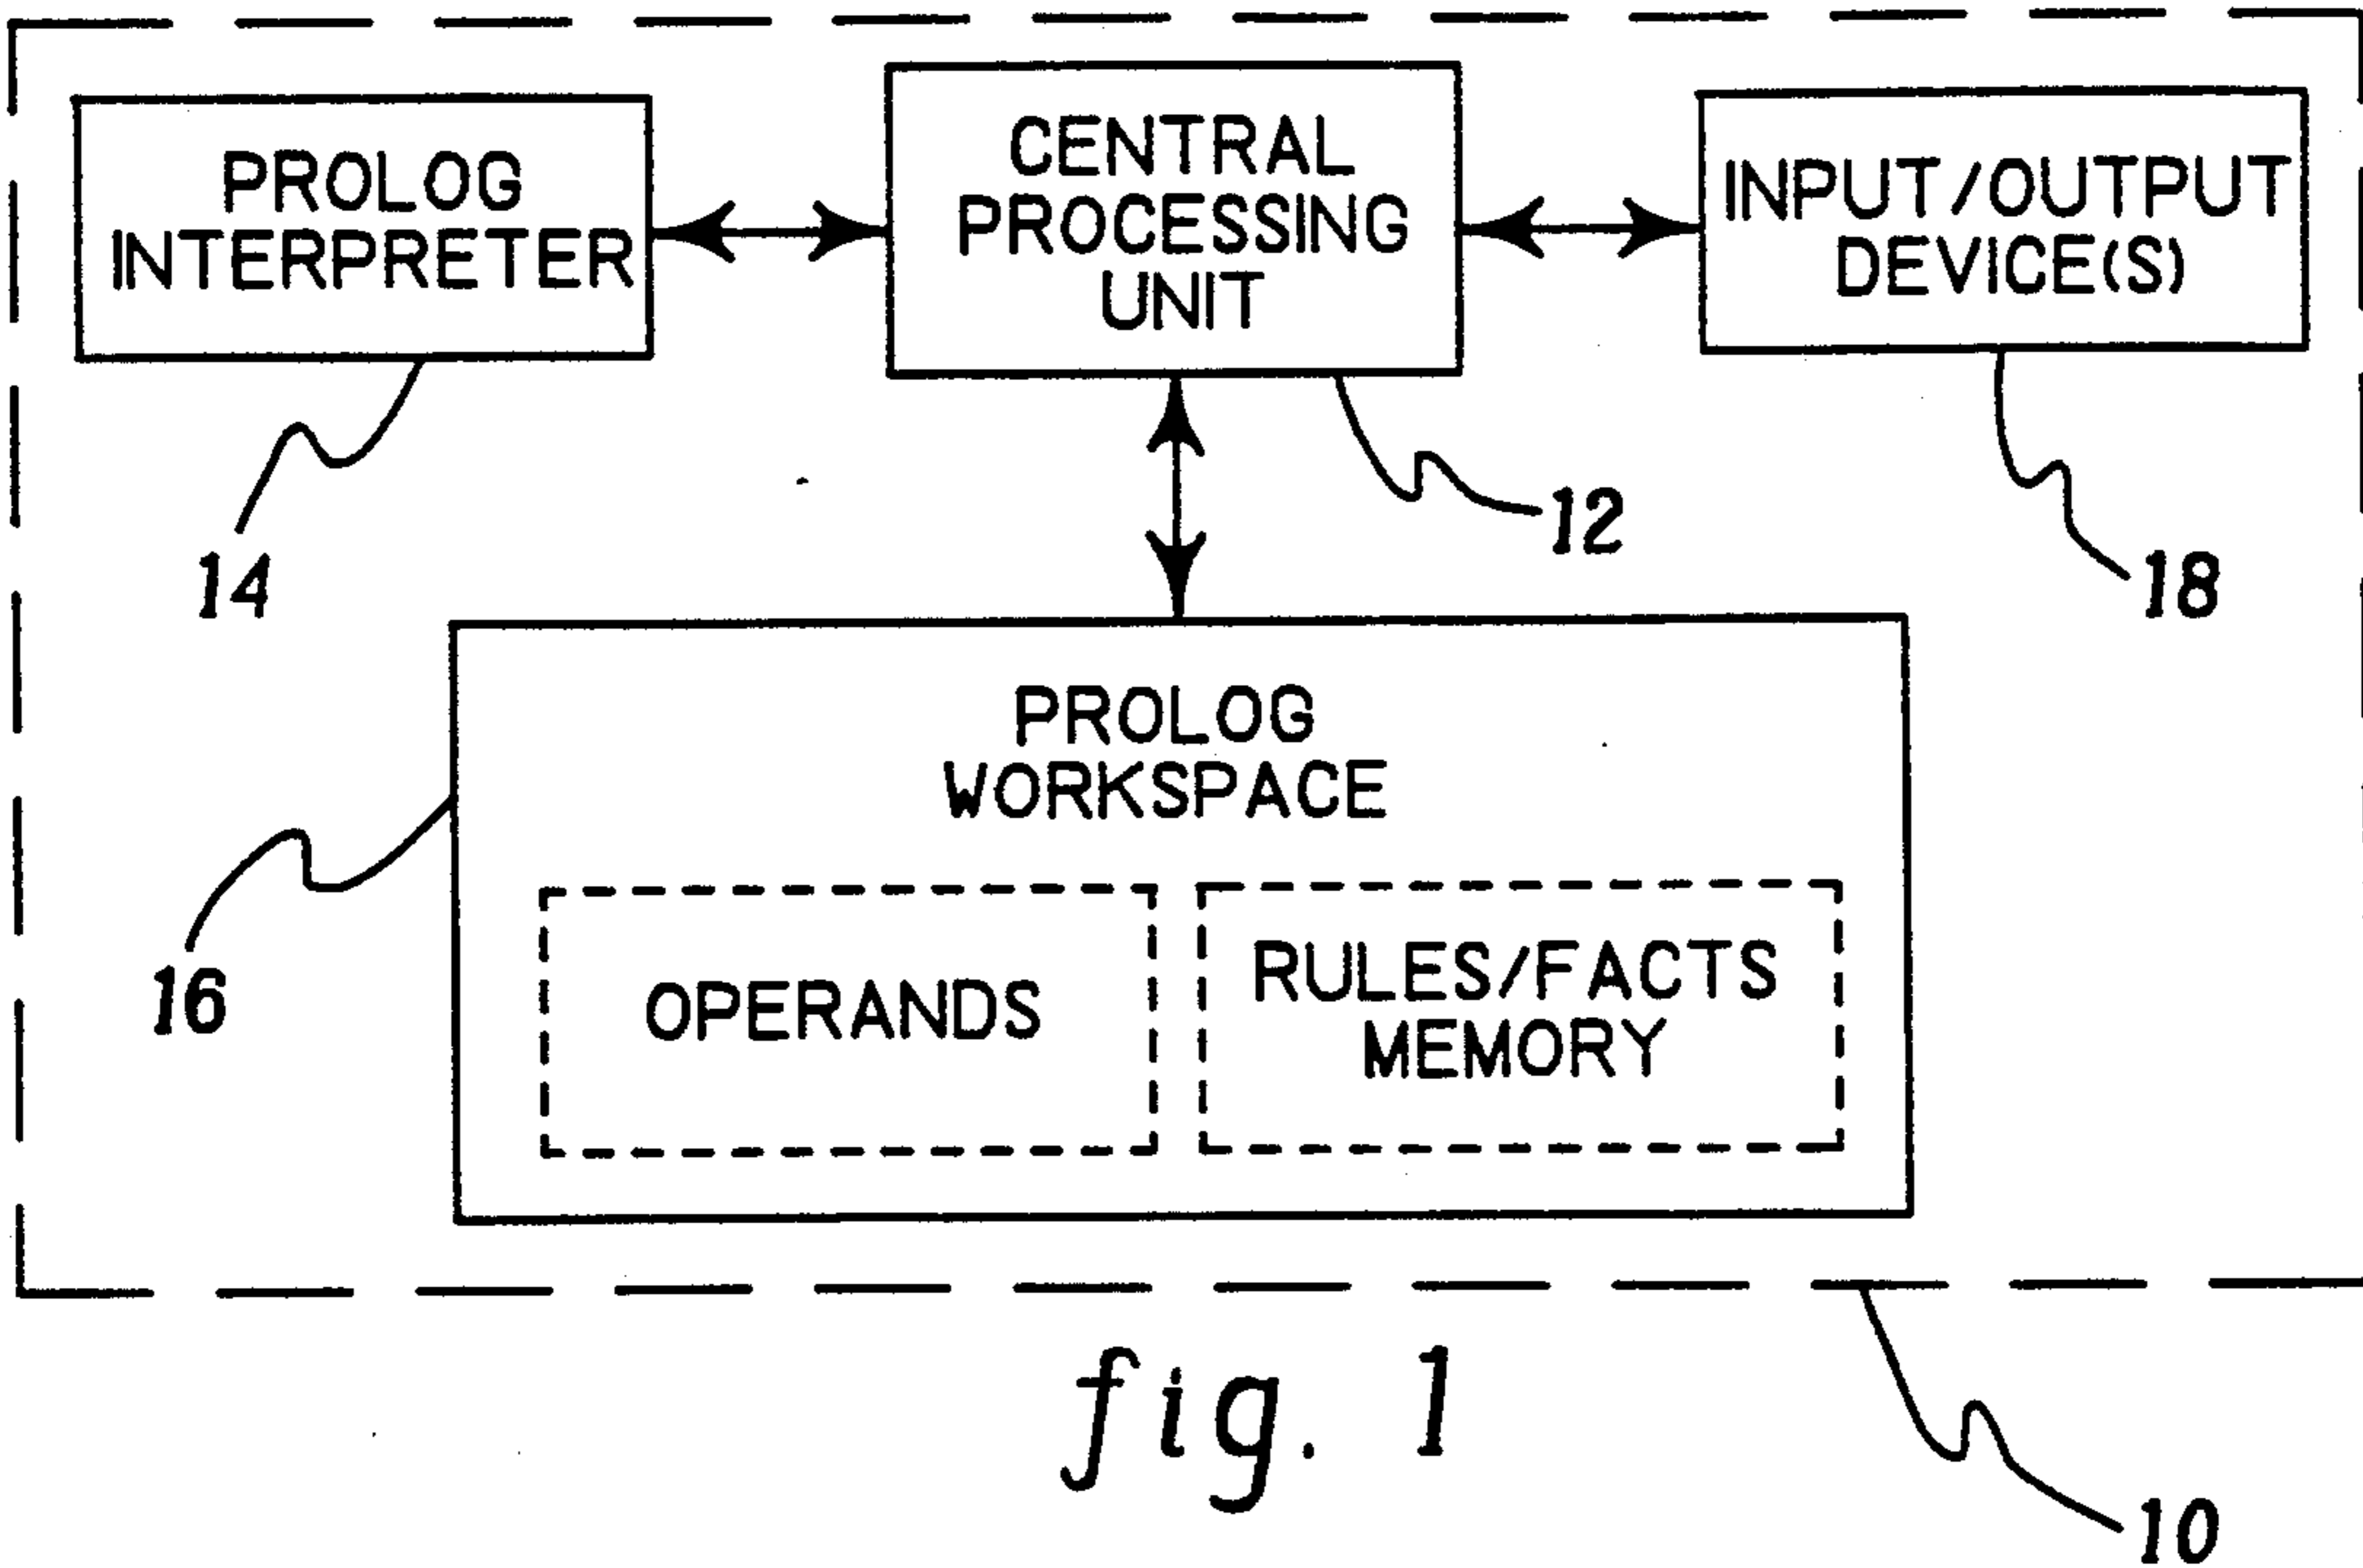 PROLOG
INTERPRETER
CENTRAL
PROCESSING
UNIT
INPUT/OUTPUT
DEVICE(S)
14
12
18
PROLOG
WORKSPACE
16
OPERANDS
RULES/FACTS
MEMORY
fig. 1
10